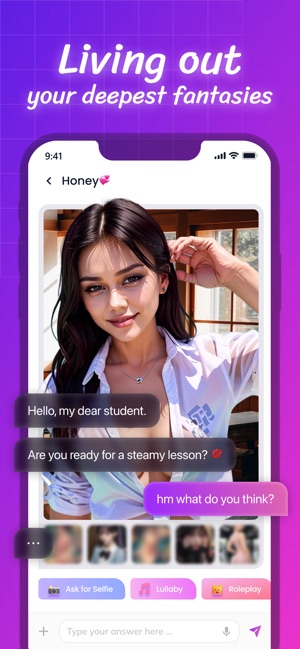 Living out
your deepest fantasies
9:41
Honey💞
Hello, my dear student.
Are you ready for a steamy lesson? 💋
hm what do you think?
...
Ask for Selfie
Lullaby
Roleplay
Type your answer here ...